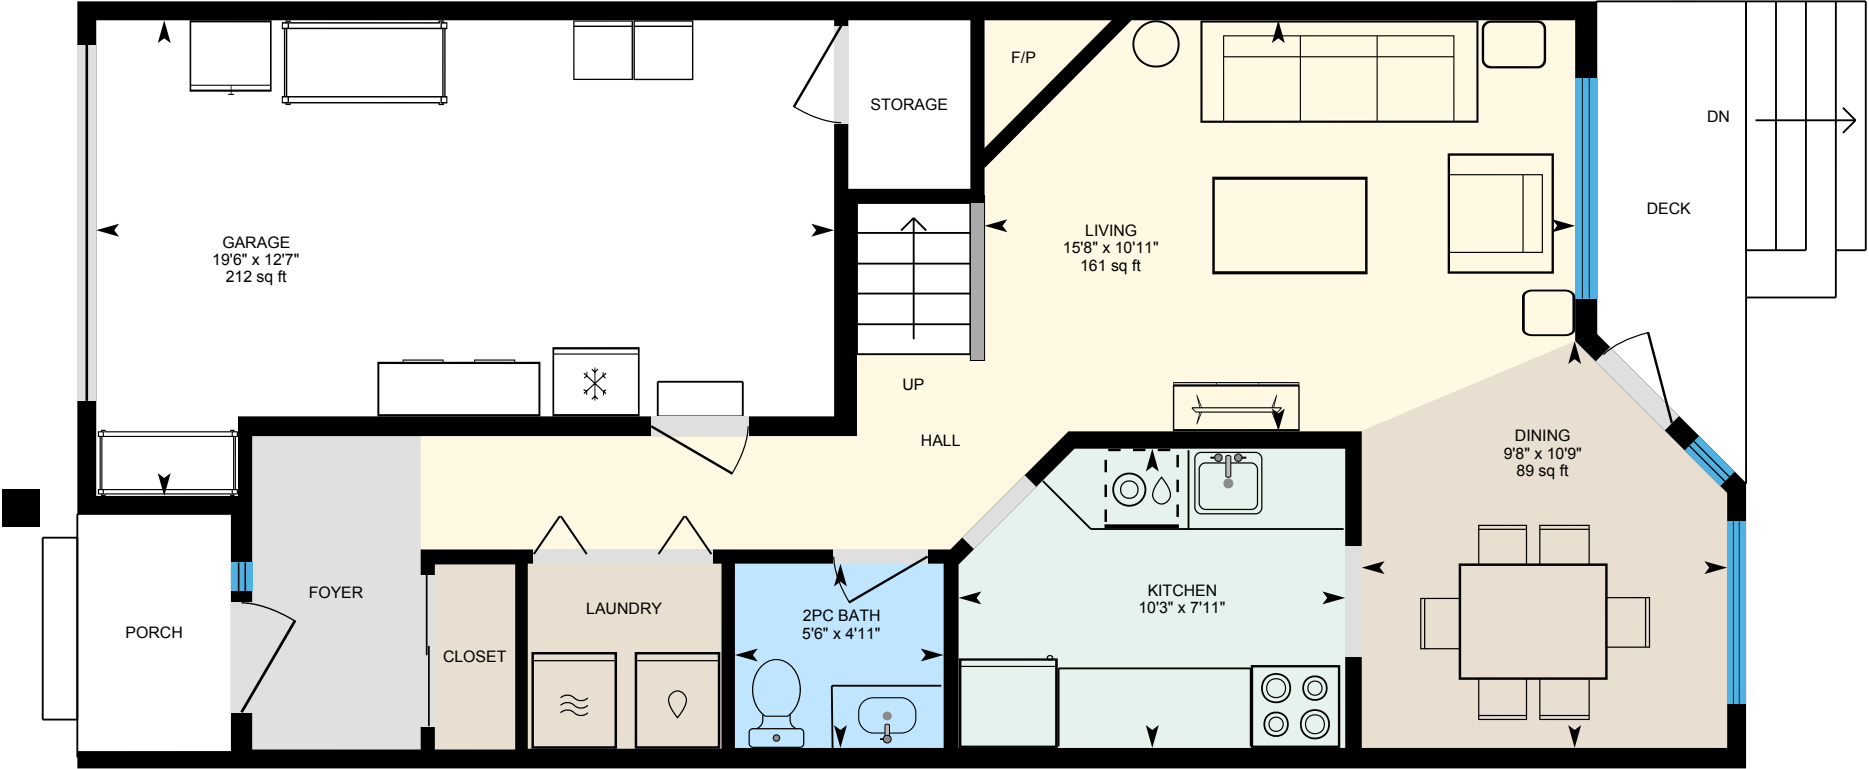 F/P
STORAGE
DN
DECK
GARAGE
19'6" x 12'7"
212 sq ft
LIVING
15'8" x 10'11"
161 sq ft
UP
HALL
DINING
9'8" x 10'9"
89 sq ft
FOYER
PORCH
CLOSET
LAUNDRY
2PC BATH
5'6" x 4'11"
KITCHEN
10'3" x 7'11"